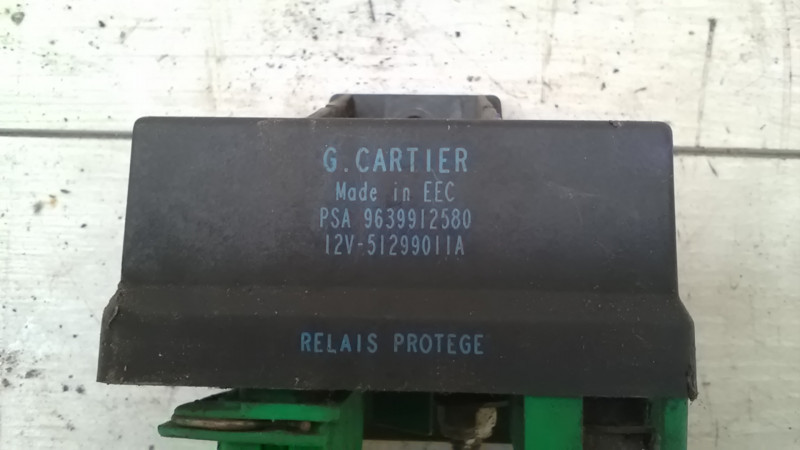 G.CARTIER
Made in EEC
PSA 9639912580
12V-51299011A
RELAIS PROTEGE